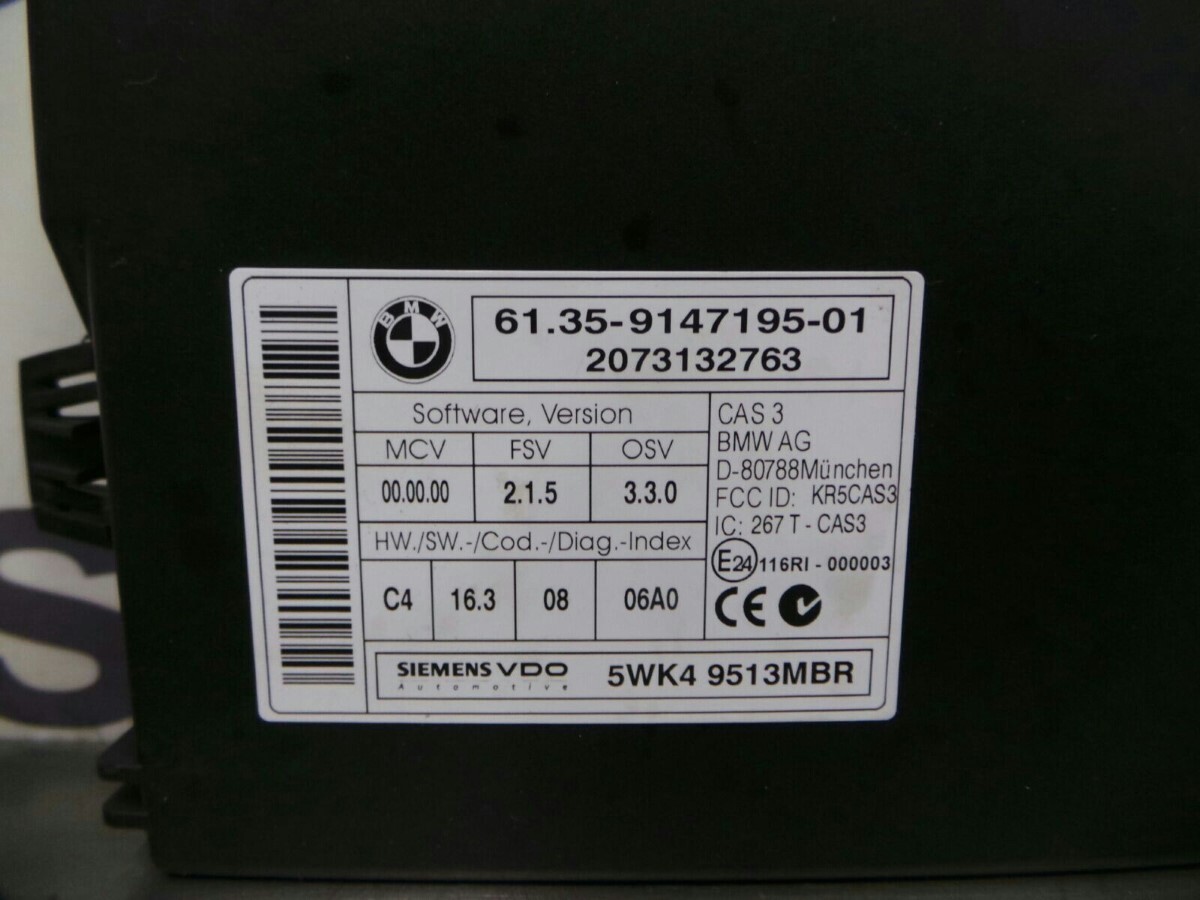 BMW
61.35-9147195-01
2073132763
Software, Version
MCV FSV OSV
00.00.00 2.1.5 3.3.0
HW./SW.-/Cod.-/Diag.-Index
C4 16.3 08 06A0
CAS 3
BMW AG
D-80788München
FCC ID: KR5CAS3
IC: 267 T - CAS3
E24 116RI - 000003
CE
SIEMENS VDO
Automotive
5WK4 9513MBR
S